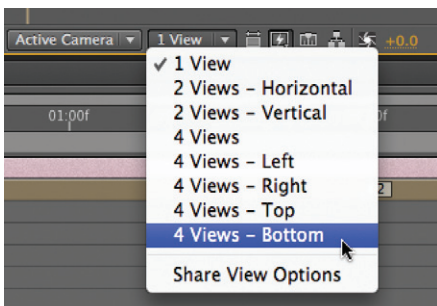 Active Camera 1 View +0.0
✓ 1 View
2 Views – Horizontal
2 Views – Vertical
01:00f
4 Views
4 Views – Left
4 Views – Right
2
4 Views – Top
4 Views – Bottom
Share View Options